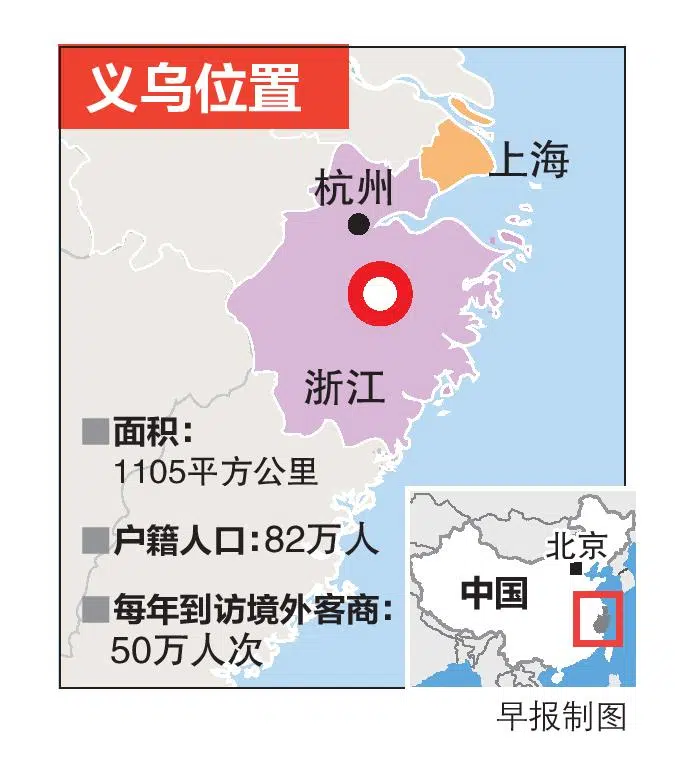 义乌位置
上海
杭州
浙江
■面积：
1105平方公里
■户籍人口：82万人
■每年到访境外客商：
50万人次
北京
中国
早报制图